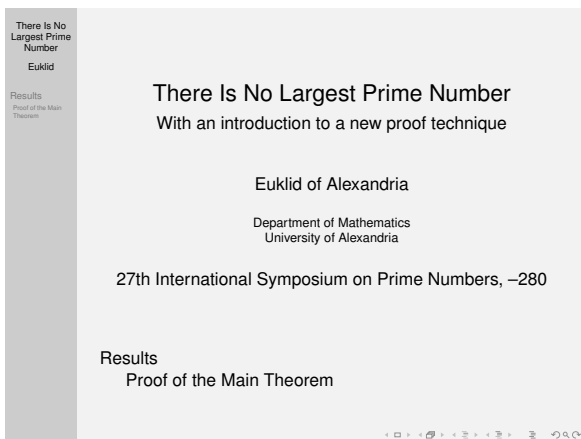 There Is No
Largest Prime
Number
Euklid
Results
Proof of the Main
Theorem
There Is No Largest Prime Number
With an introduction to a new proof technique
Euklid of Alexandria
Department of Mathematics
University of Alexandria
27th International Symposium on Prime Numbers, –280
Results
Proof of the Main Theorem